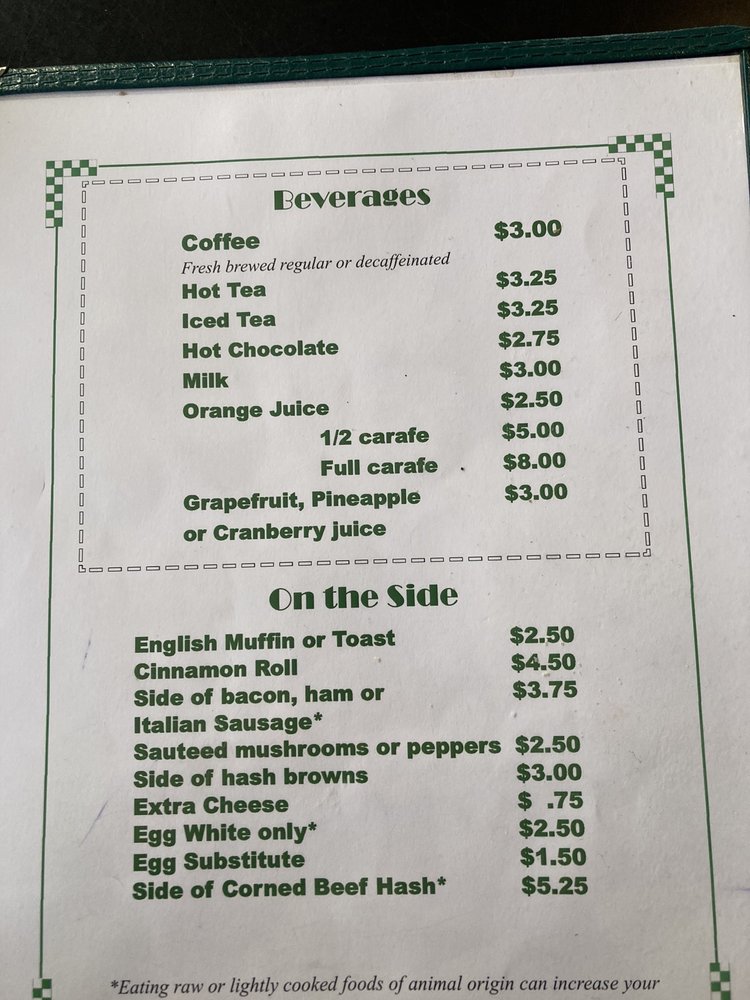 Beverages
Coffee $3.00
Fresh brewed regular or decaffeinated
Hot Tea $3.25
Iced Tea $3.25
Hot Chocolate $2.75
Milk $3.00
Orange Juice $2.50
1/2 carafe $5.00
Full carafe $8.00
Grapefruit, Pineapple $3.00
or Cranberry juice
On the Side
English Muffin or Toast $2.50
Cinnamon Roll $4.50
Side of bacon, ham or $3.75
Italian Sausage*
Sauteed mushrooms or peppers $2.50
Side of hash browns $3.00
Extra Cheese $ .75
Egg White only* $2.50
Egg Substitute $1.50
Side of Corned Beef Hash* $5.25
*Eating raw or lightly cooked foods of animal origin can increase your